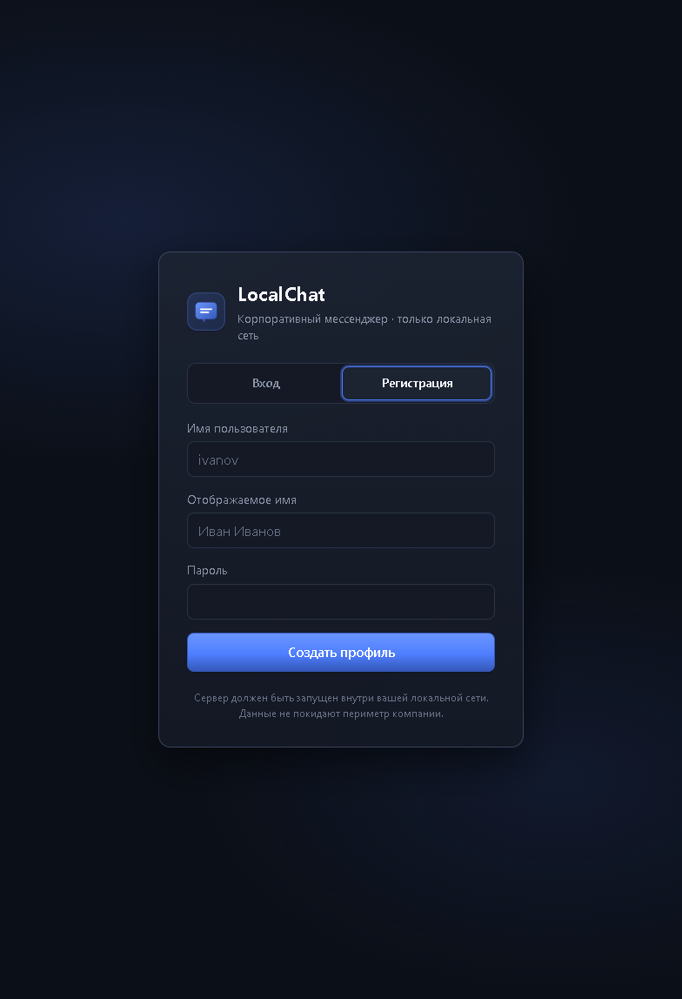 LocalChat
Корпоративный мессенджер · только локальная
сеть
Вход
Регистрация
Имя пользователя
ivanov
Отображаемое имя
Иван Иванов
Пароль
Создать профиль
Сервер должен быть запущен внутри вашей локальной сети.
Данные не покидают периметр компании.